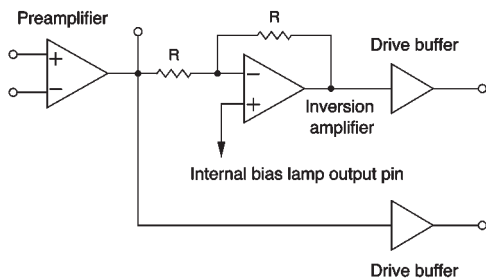 Preamplifier
R
R
Drive buffer
+
−
−
+
Inversion
amplifier
Internal bias lamp output pin
Drive buffer